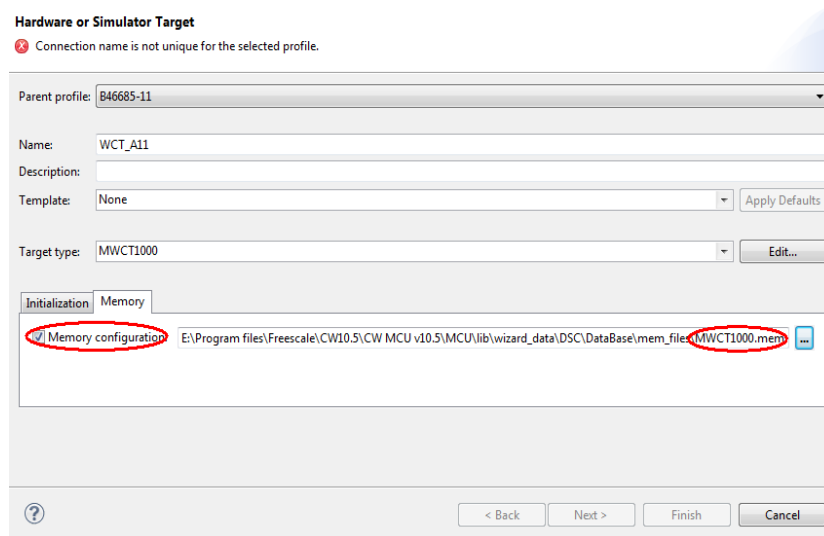 Hardware or Simulator Target
Connection name is not unique for the selected profile.
Parent profile: B46685-11
Name: WCT_A11
Description:
Template: None Apply Defaults
Target type: MWCT1000 Edit...
Initialization Memory
Memory configuration E:\Program files\Freescale\CW10.5\CW MCU v10.5\MCU\lib\wizard_data\DSC\DataBase\mem_files\MWCT1000.mem ...
? < Back Next > Finish Cancel